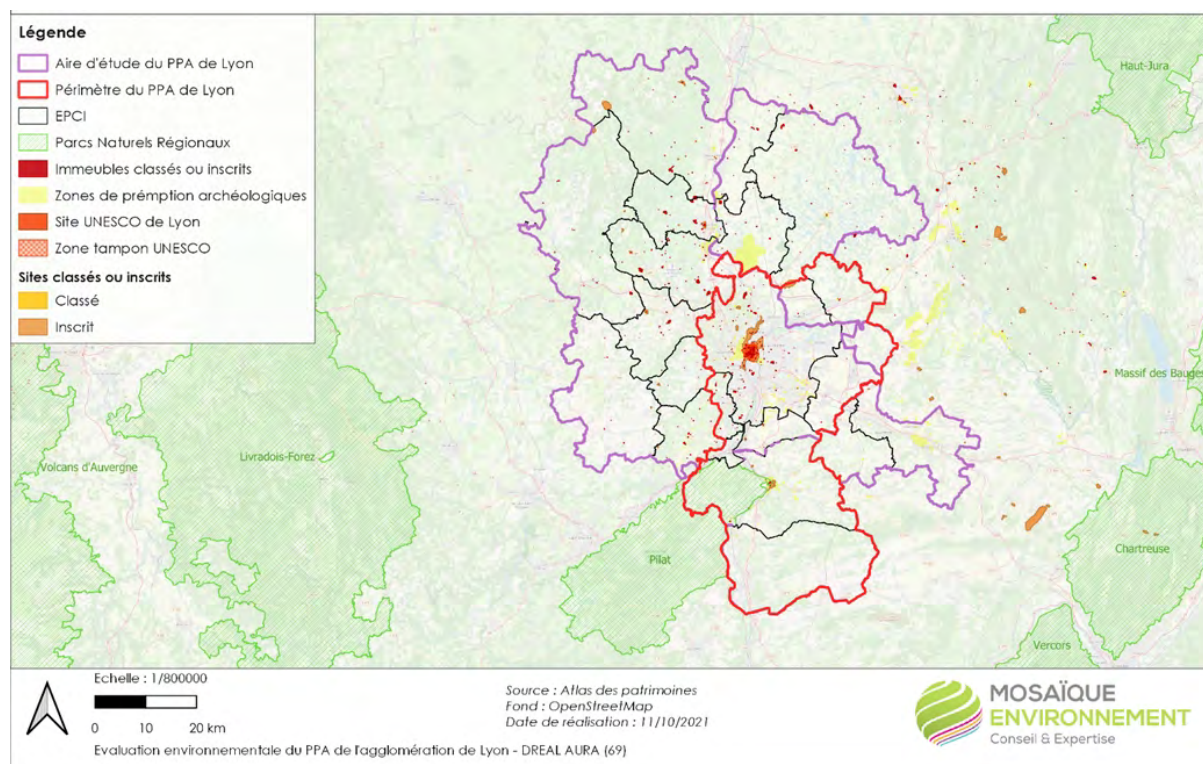 Légende
Aire d'étude du PPA de Lyon
Périmètre du PPA de Lyon
EPCI
Parcs Naturels Régionaux
Immeubles classés ou inscrits
Zones de prémption archéologiques
Site UNESCO de Lyon
Zone tampon UNESCO
Sites classés ou inscrits
Classé
Inscrit
Haut-Jura
Massif des Bauges
Volcans d'Auvergne
Livradois-Forez
Pilat
Chartreuse
Vercors
Echelle : 1/800000
0 10 20 km
Source : Atlas des patrimoines
Fond : OpenStreetMap
Date de réalisation : 11/10/2021
Evaluation environnementale du PPA de l'agglomération de Lyon - DREAL AURA (69)
MOSAÏQUE
ENVIRONNEMENT
Conseil & Expertise